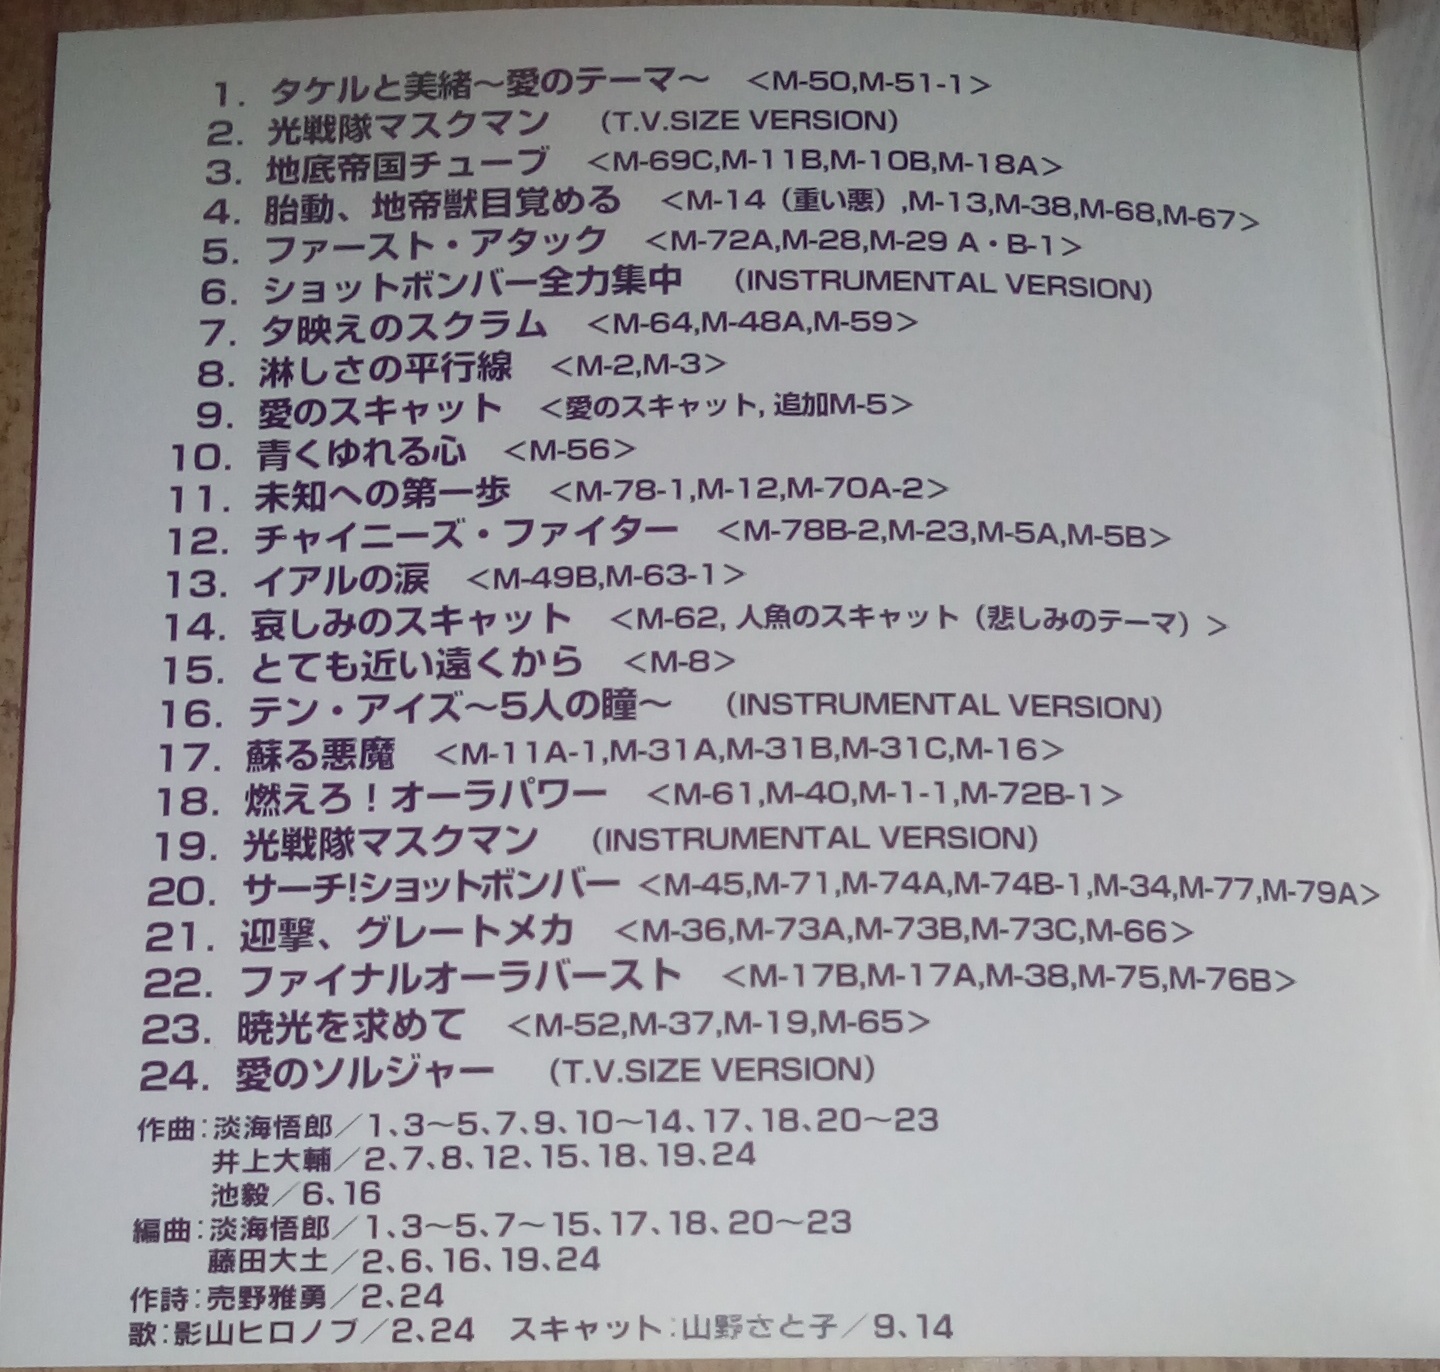 1. タケルと美緒〜愛のテーマ〜 <M-50,M-51-1>
2. 光戦隊マスクマン (T.V.SIZE VERSION)
3. 地底帝国チューブ <M-69C,M-11B,M-10B,M-18A>
4. 胎動、地帝獣目覚める <M-14(重い悪),M-13,M-38,M-68,M-67>
5. ファースト・アタック <M-72A,M-28,M-29 A・B-1>
6. ショットボンバー全力集中 (INSTRUMENTAL VERSION)
7. 夕映えのスクラム <M-64,M-48A,M-59>
8. 淋しさの平行線 <M-2,M-3>
9. 愛のスキャット <愛のスキャット, 追加M-5>
10. 青くゆれる心 <M-56>
11. 未知への第一歩 <M-78-1,M-12,M-70A-2>
12. チャイニーズ・ファイター <M-78B-2,M-23,M-5A,M-5B>
13. イアルの涙 <M-49B,M-63-1>
14. 哀しみのスキャット <M-62, 人魚のスキャット(悲しみのテーマ)>
15. とても近い遠くから <M-8>
16. テン・アイズ〜5人の瞳〜 (INSTRUMENTAL VERSION)
17. 蘇る悪魔 <M-11A-1,M-31A,M-31B,M-31C,M-16>
18. 燃えろ!オーラパワー <M-61,M-40,M-1-1,M-72B-1>
19. 光戦隊マスクマン (INSTRUMENTAL VERSION)
20. サーチ!ショットボンバー <M-45,M-71,M-74A,M-74B-1,M-34,M-77,M-79A>
21. 迎撃、グレートメカ <M-36,M-73A,M-73B,M-73C,M-66>
22. ファイナルオーラバースト <M-17B,M-17A,M-38,M-75,M-76B>
23. 暁光を求めて <M-52,M-37,M-19,M-65>
24. 愛のソルジャー (T.V.SIZE VERSION)
作曲:淡海悟郎/1、3〜5、7、9、10〜14、17、18、20〜23
井上大輔/2、7、8、12、15、18、19、24
池毅/6、16
編曲:淡海悟郎/1、3〜5、7〜15、17、18、20〜23
藤田大土/2、6、16、19、24
作詩:売野雅勇/2、24
歌:影山ヒロノブ/2、24 スキャット:山野さと子/9、14